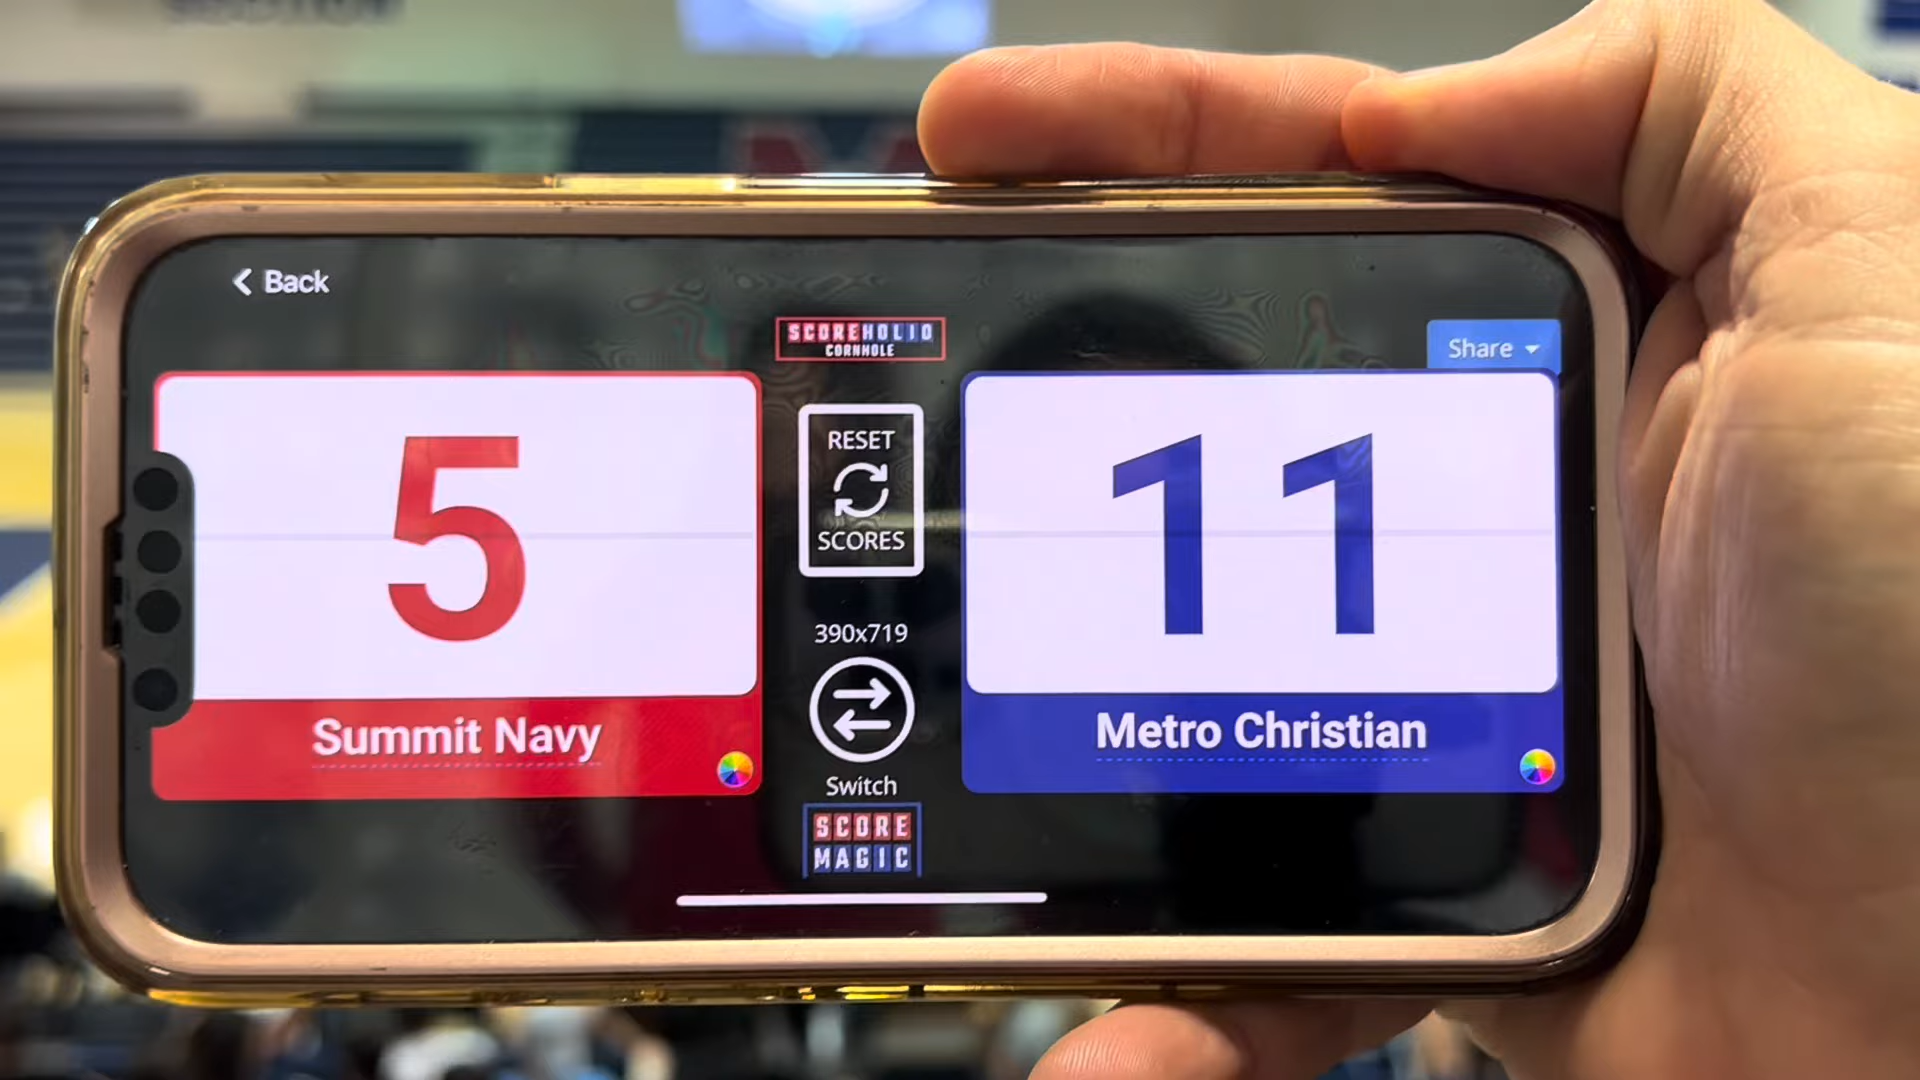 Back
SCOREHOLIO
CORNHOLE
Share
5
RESET
SCORES
11
390x719
Summit Navy
Metro Christian
Switch
SCORE
MAGIC